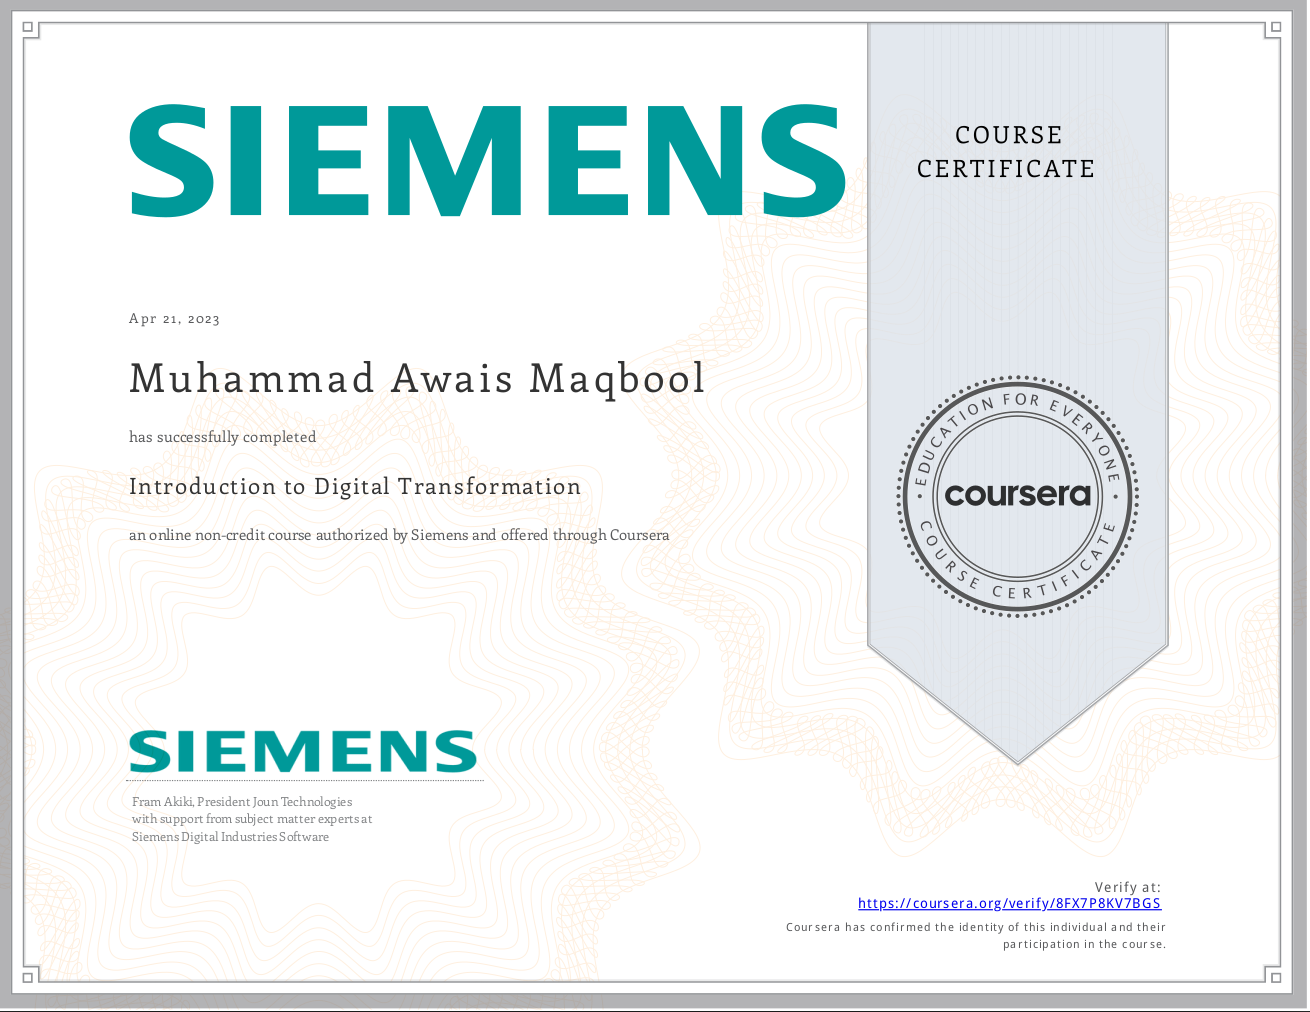 SIEMENS
COURSE
CERTIFICATE
Apr 21, 2023
Muhammad Awais Maqbool
has successfully completed
Introduction to Digital Transformation
an online non-credit course authorized by Siemens and offered through Coursera
EDUCATION FOR EVERYONE
coursera
COURSE CERTIFICATE
SIEMENS
Fram Akiki, President Joun Technologies
with support from subject matter experts at
Siemens Digital Industries Software
Verify at:
https://coursera.org/verify/8FX7P8KV7BGS
Coursera has confirmed the identity of this individual and their
participation in the course.